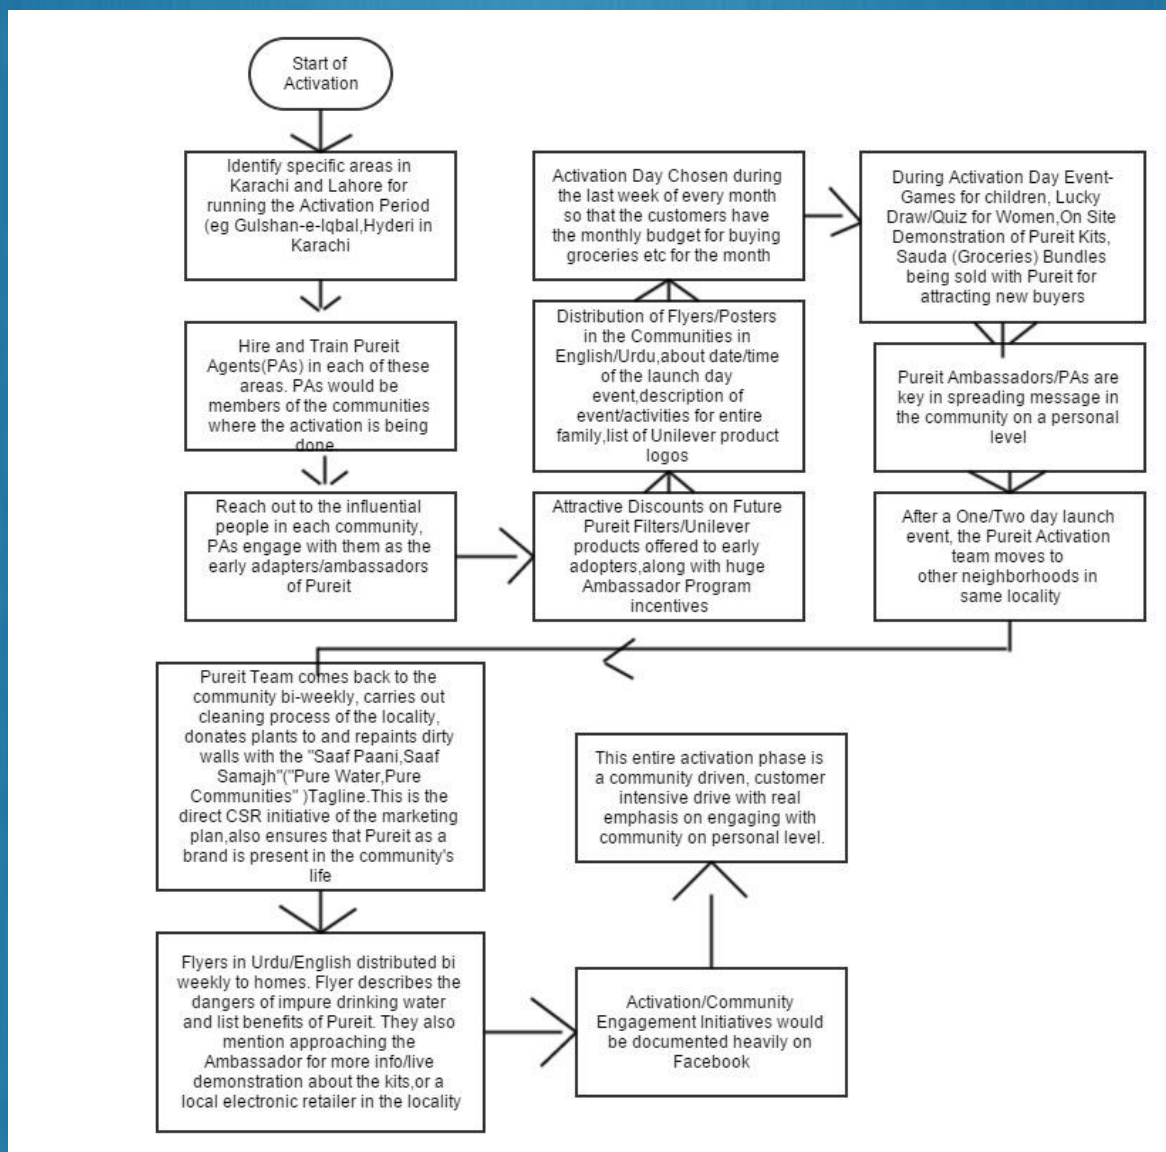 Start of
Activation
Identify specific areas in
Karachi and Lahore for
running the Activation Period
(eg Gulshan-e-Iqbal,Hyderi in
Karachi
Hire and Train Pureit
Agents(PAs) in each of these
areas. PAs would be
members of the communities
where the activation is being
done.
Reach out to the influential
people in each community,
PAs engage with them as the
early adapters/ambassadors
of Pureit
Attractive Discounts on Future
Pureit Filters/Unilever
products offered to early
adopters,along with huge
Ambassador Program
incentives
Distribution of Flyers/Posters
in the Communities in
English/Urdu,about date/time
of the launch day
event,description of
event/activities for entire
family,list of Unilever product
logos
Activation Day Chosen during
the last week of every month
so that the customers have
the monthly budget for buying
groceries etc for the month
During Activation Day Event-
Games for children, Lucky
Draw/Quiz for Women,On Site
Demonstration of Pureit Kits,
Sauda (Groceries) Bundles
being sold with Pureit for
attracting new buyers
Pureit Ambassadors/PAs are
key in spreading message in
the community on a personal
level
After a One/Two day launch
event, the Pureit Activation
team moves to
other neighborhoods in
same locality
Pureit Team comes back to the
community bi-weekly, carries out
cleaning process of the locality,
donates plants to and repaints dirty
walls with the "Saaf Paani,Saaf
Samajh"("Pure Water,Pure
Communities" )Tagline.This is the
direct CSR initiative of the marketing
plan,also ensures that Pureit as a
brand is present in the community's
life
Flyers in Urdu/English distributed bi
weekly to homes. Flyer describes the
dangers of impure drinking water
and list benefits of Pureit. They also
mention approaching the
Ambassador for more info/live
demonstration about the kits,or a
local electronic retailer in the locality
Activation/Community
Engagement Initiatives would
be documented heavily on
Facebook
This entire activation phase is
a community driven, customer
intensive drive with real
emphasis on engaging with
community on personal level.